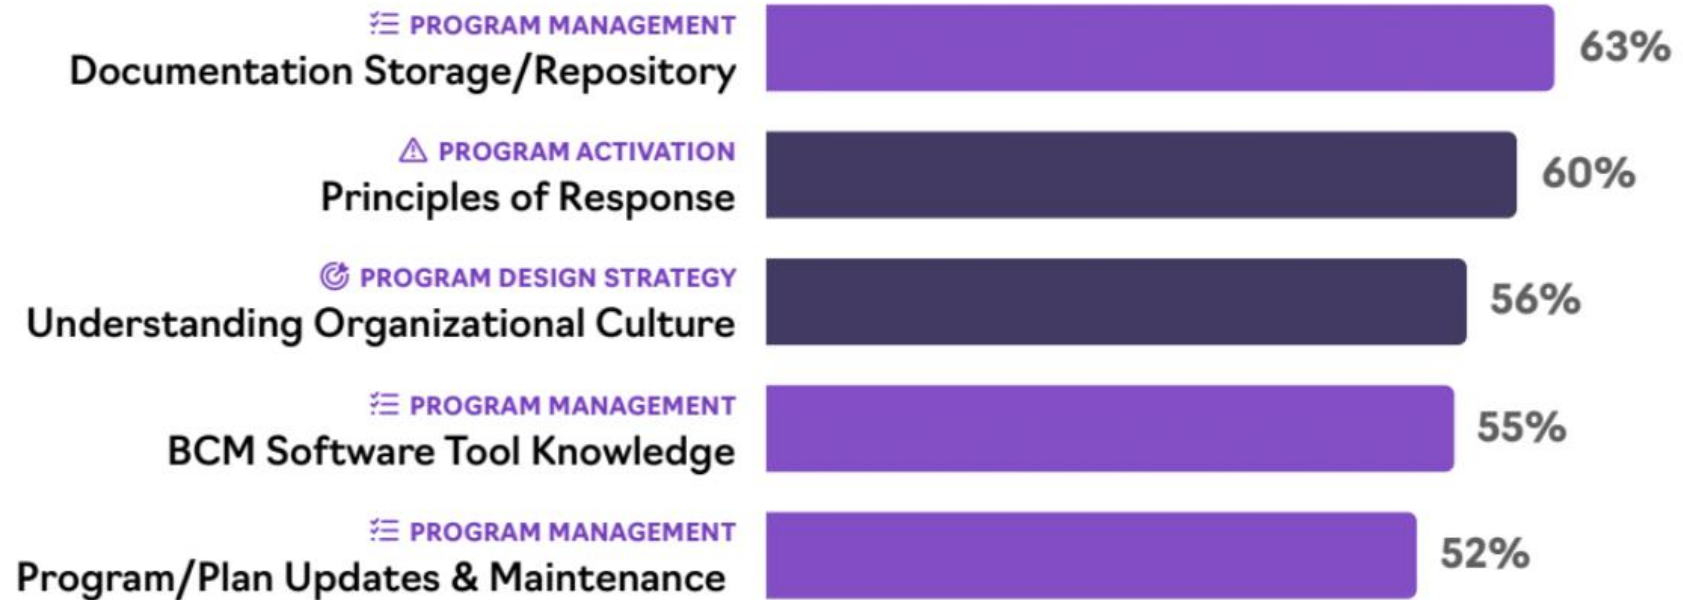 PROGRAM MANAGEMENT
Documentation Storage/Repository
63%
PROGRAM ACTIVATION
Principles of Response
60%
PROGRAM DESIGN STRATEGY
Understanding Organizational Culture
56%
PROGRAM MANAGEMENT
BCM Software Tool Knowledge
55%
PROGRAM MANAGEMENT
Program/Plan Updates & Maintenance
52%